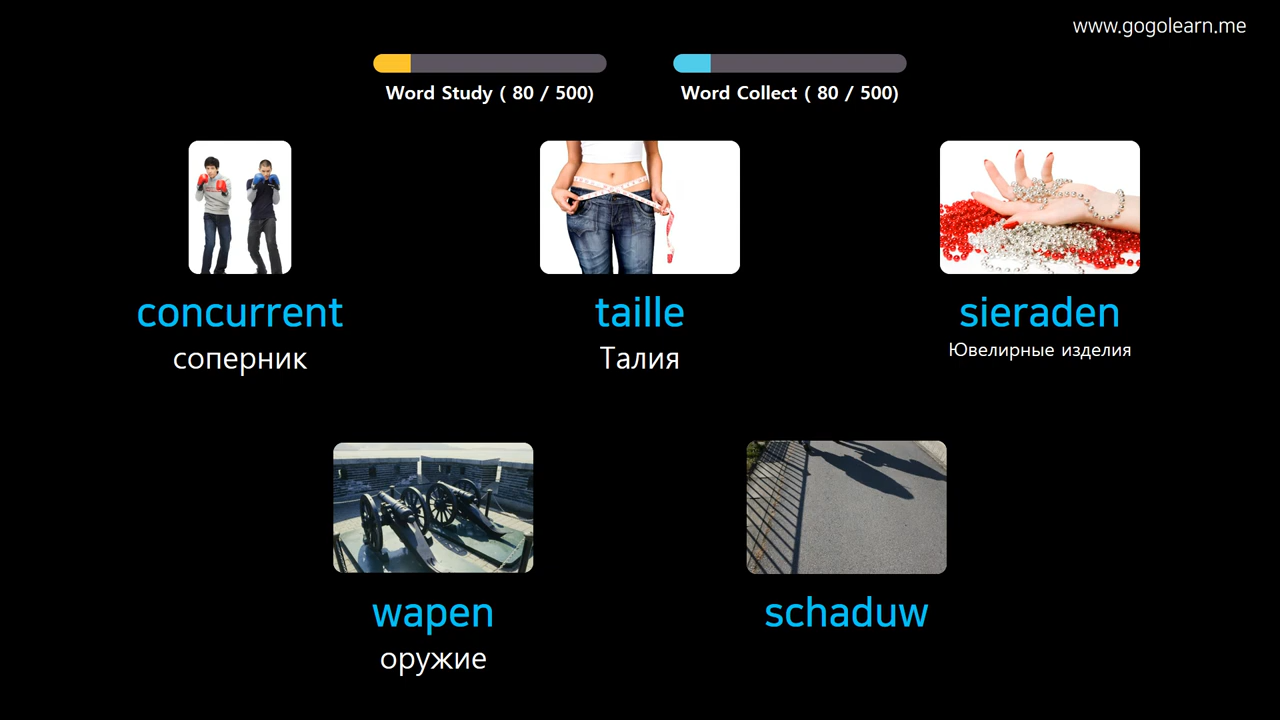 www.gogolearn.me
Word Study ( 80 / 500)
Word Collect ( 80 / 500)
concurrent
соперник
taille
Талия
sieraden
Ювелирные изделия
wapen
оружие
schaduw